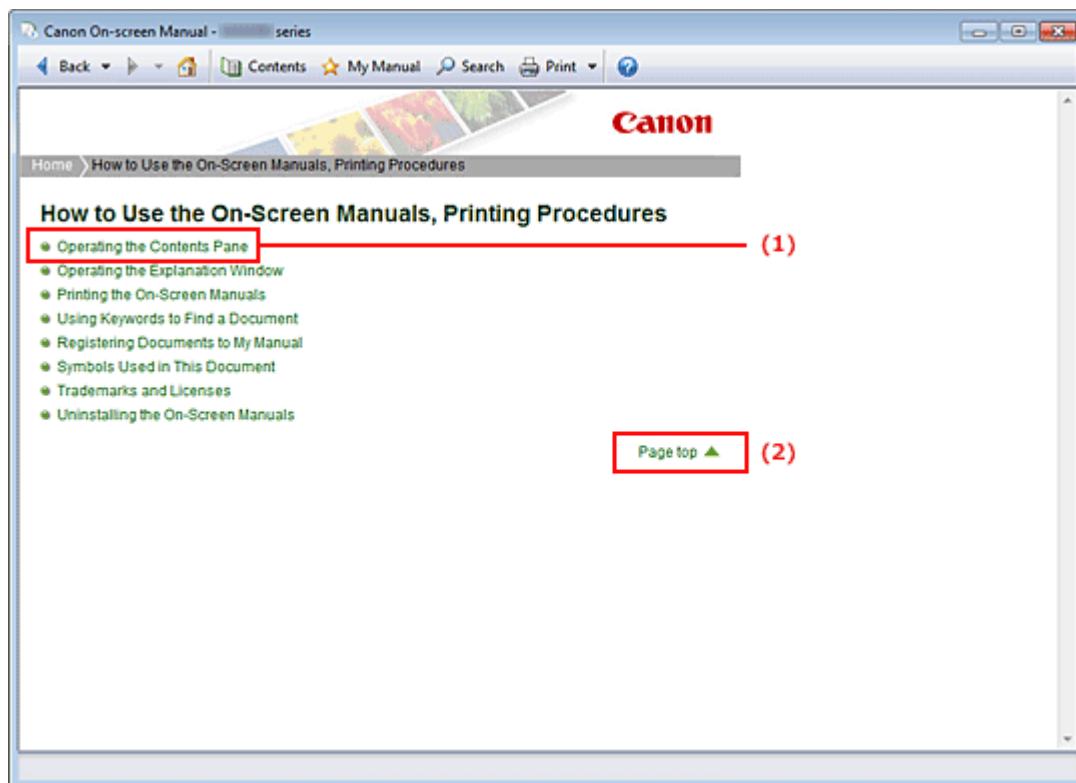 Canon On-screen Manual - series
Back Contents My Manual Search Print
Canon
Home How to Use the On-Screen Manuals, Printing Procedures
How to Use the On-Screen Manuals, Printing Procedures
Operating the Contents Pane (1)
Operating the Explanation Window
Printing the On-Screen Manuals
Using Keywords to Find a Document
Registering Documents to My Manual
Symbols Used in This Document
Trademarks and Licenses
Uninstalling the On-Screen Manuals
Page top (2)